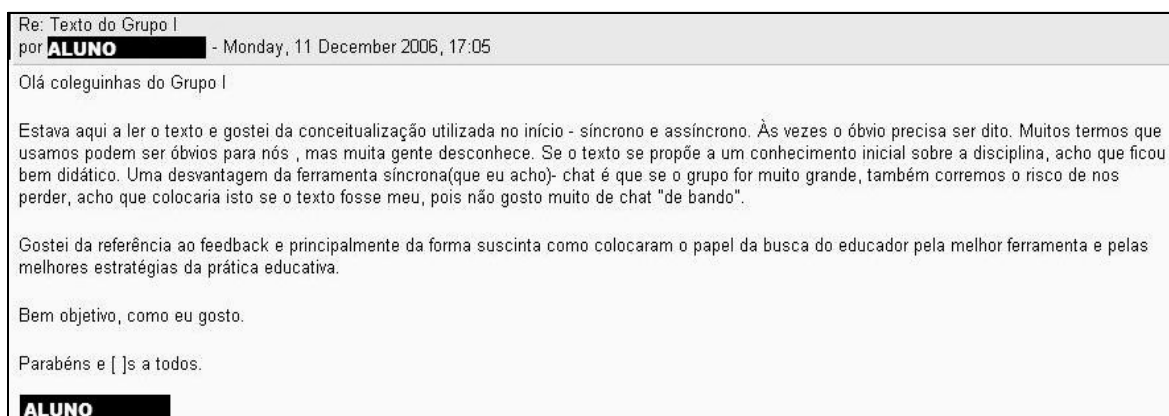 Re: Texto do Grupo I
por ALUNO - Monday, 11 December 2006, 17:05
Olá coleguinhas do Grupo I
Estava aqui a ler o texto e gostei da conceitualização utilizada no início - síncrono e assíncrono. Às vezes o óbvio precisa ser dito. Muitos termos que
usamos podem ser óbvios para nós , mas muita gente desconhece. Se o texto se propõe a um conhecimento inicial sobre a disciplina, acho que ficou
bem didático. Uma desvantagem da ferramenta síncrona(que eu acho)- chat é que se o grupo for muito grande, também corremos o risco de nos
perder, acho que colocaria isto se o texto fosse meu, pois não gosto muito de chat "de bando".
Gostei da referência ao feedback e principalmente da forma suscinta como colocaram o papel da busca do educador pela melhor ferramenta e pelas
melhores estratégias da prática educativa.
Bem objetivo, como eu gosto.
Parabéns e [ ]s a todos.
ALUNO